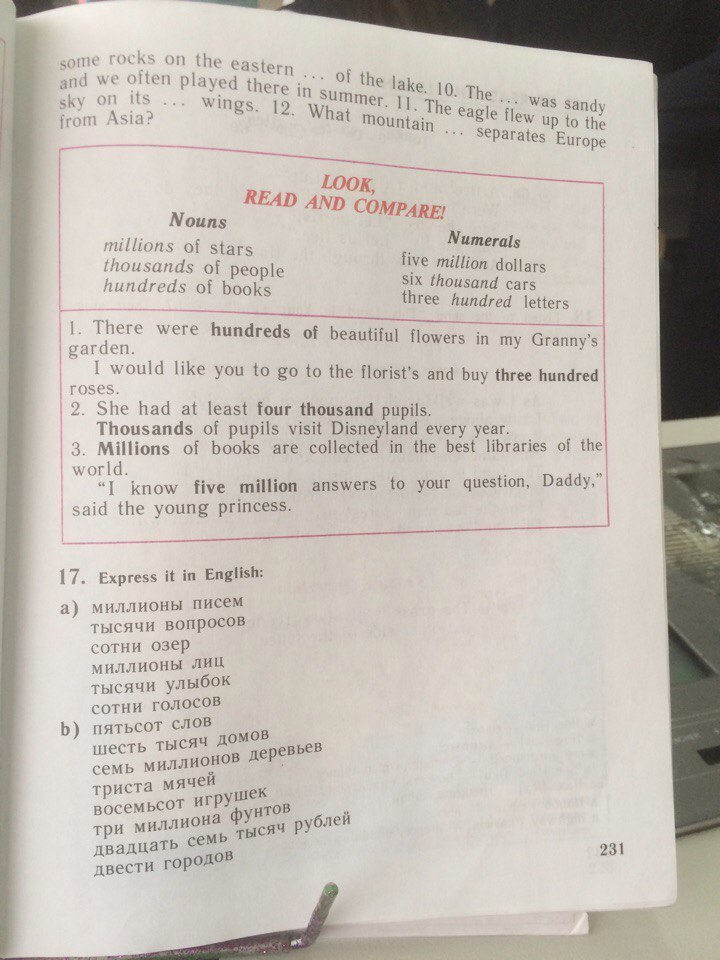 some rocks on the eastern ... of the lake. 10. The ... was sandy
and we often played there in summer. 11. The eagle flew up to the
sky on its ... wings. 12. What mountain ... separates Europe
from Asia?
LOOK,
READ AND COMPARE!
Nouns
millions of stars
thousands of people
hundreds of books
Numerals
five million dollars
six thousand cars
three hundred letters
1. There were hundreds of beautiful flowers in my Granny's
garden.
I would like you to go to the florist's and buy three hundred
roses.
2. She had at least four thousand pupils.
Thousands of pupils visit Disneyland every year.
3. Millions of books are collected in the best libraries of the
world.
“I know five million answers to your question, Daddy,”
said the young princess.
17. Express it in English:
a) миллионы писем
тысячи вопросов
сотни озер
миллионы лиц
тысячи улыбок
сотни голосов
b) пятьсот слов
шесть тысяч домов
семь миллионов деревьев
триста мячей
восемьсот игрушек
три миллиона фунтов
двадцать семь тысяч рублей
двести городов
231